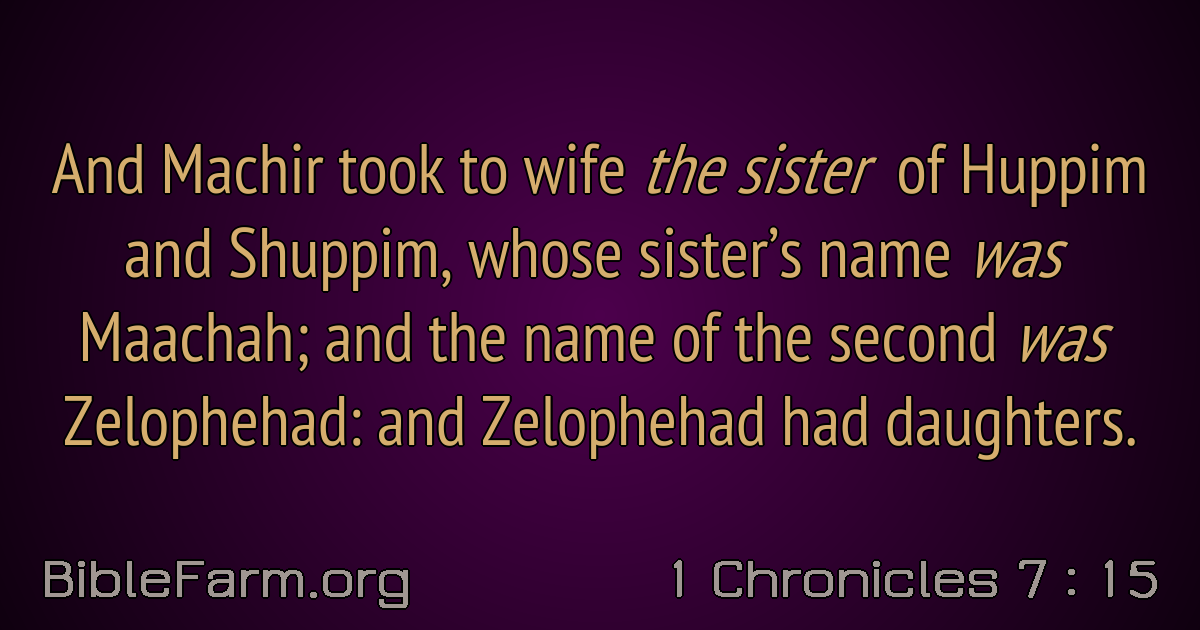 And Machir took to wife the sister of Huppim
and Shuppim, whose sister’s name was
Maachah; and the name of the second was
Zelophehad: and Zelophehad had daughters.
BibleFarm.org
1 Chronicles 7 : 15